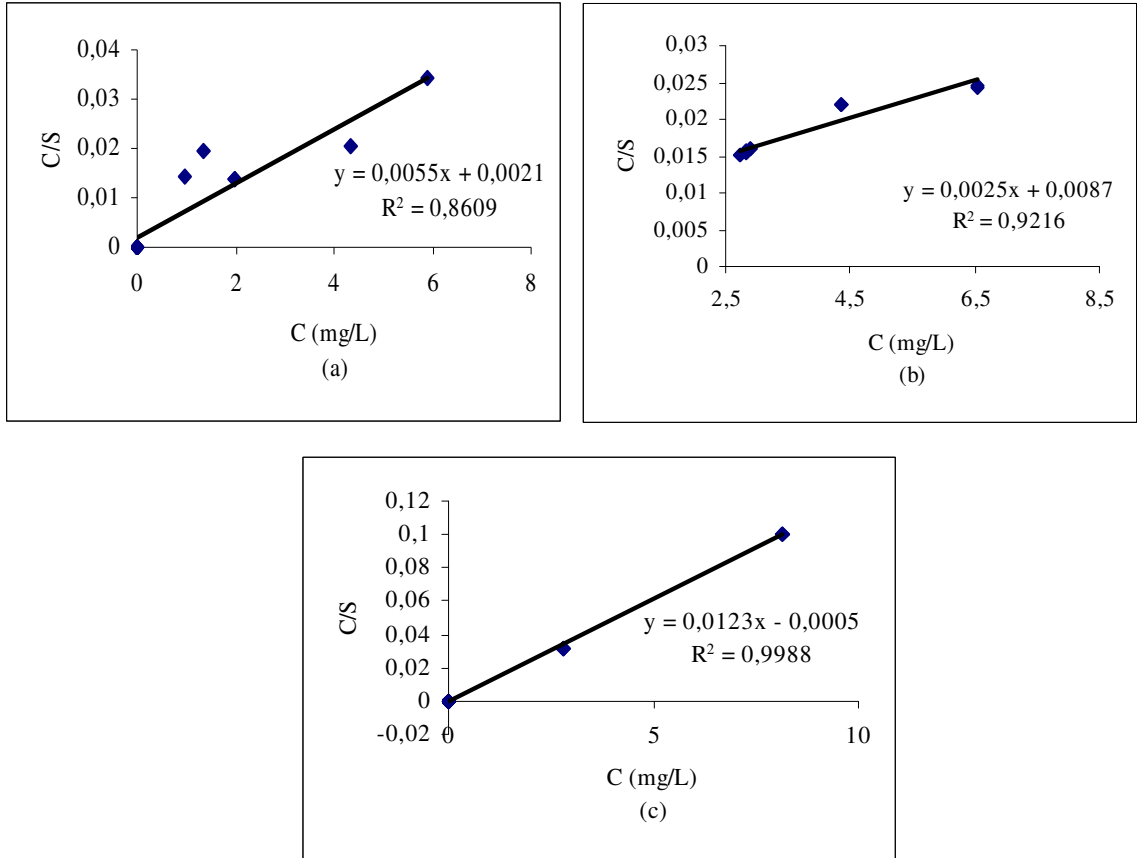 0,04
0,03
0,02
0,01
0
C/S
y = 0,0055x + 0,0021
R² = 0,8609
0 2 4 6 8
C (mg/L)
(a)
0,03
0,025
0,02
0,015
0,01
0,005
0
C/S
y = 0,0025x + 0,0087
R² = 0,9216
2,5 4,5 6,5 8,5
C (mg/L)
(b)
0,12
0,1
0,08
0,06
0,04
0,02
0
-0,02
C/S
y = 0,0123x - 0,0005
R² = 0,9988
0 5 10
C (mg/L)
(c)